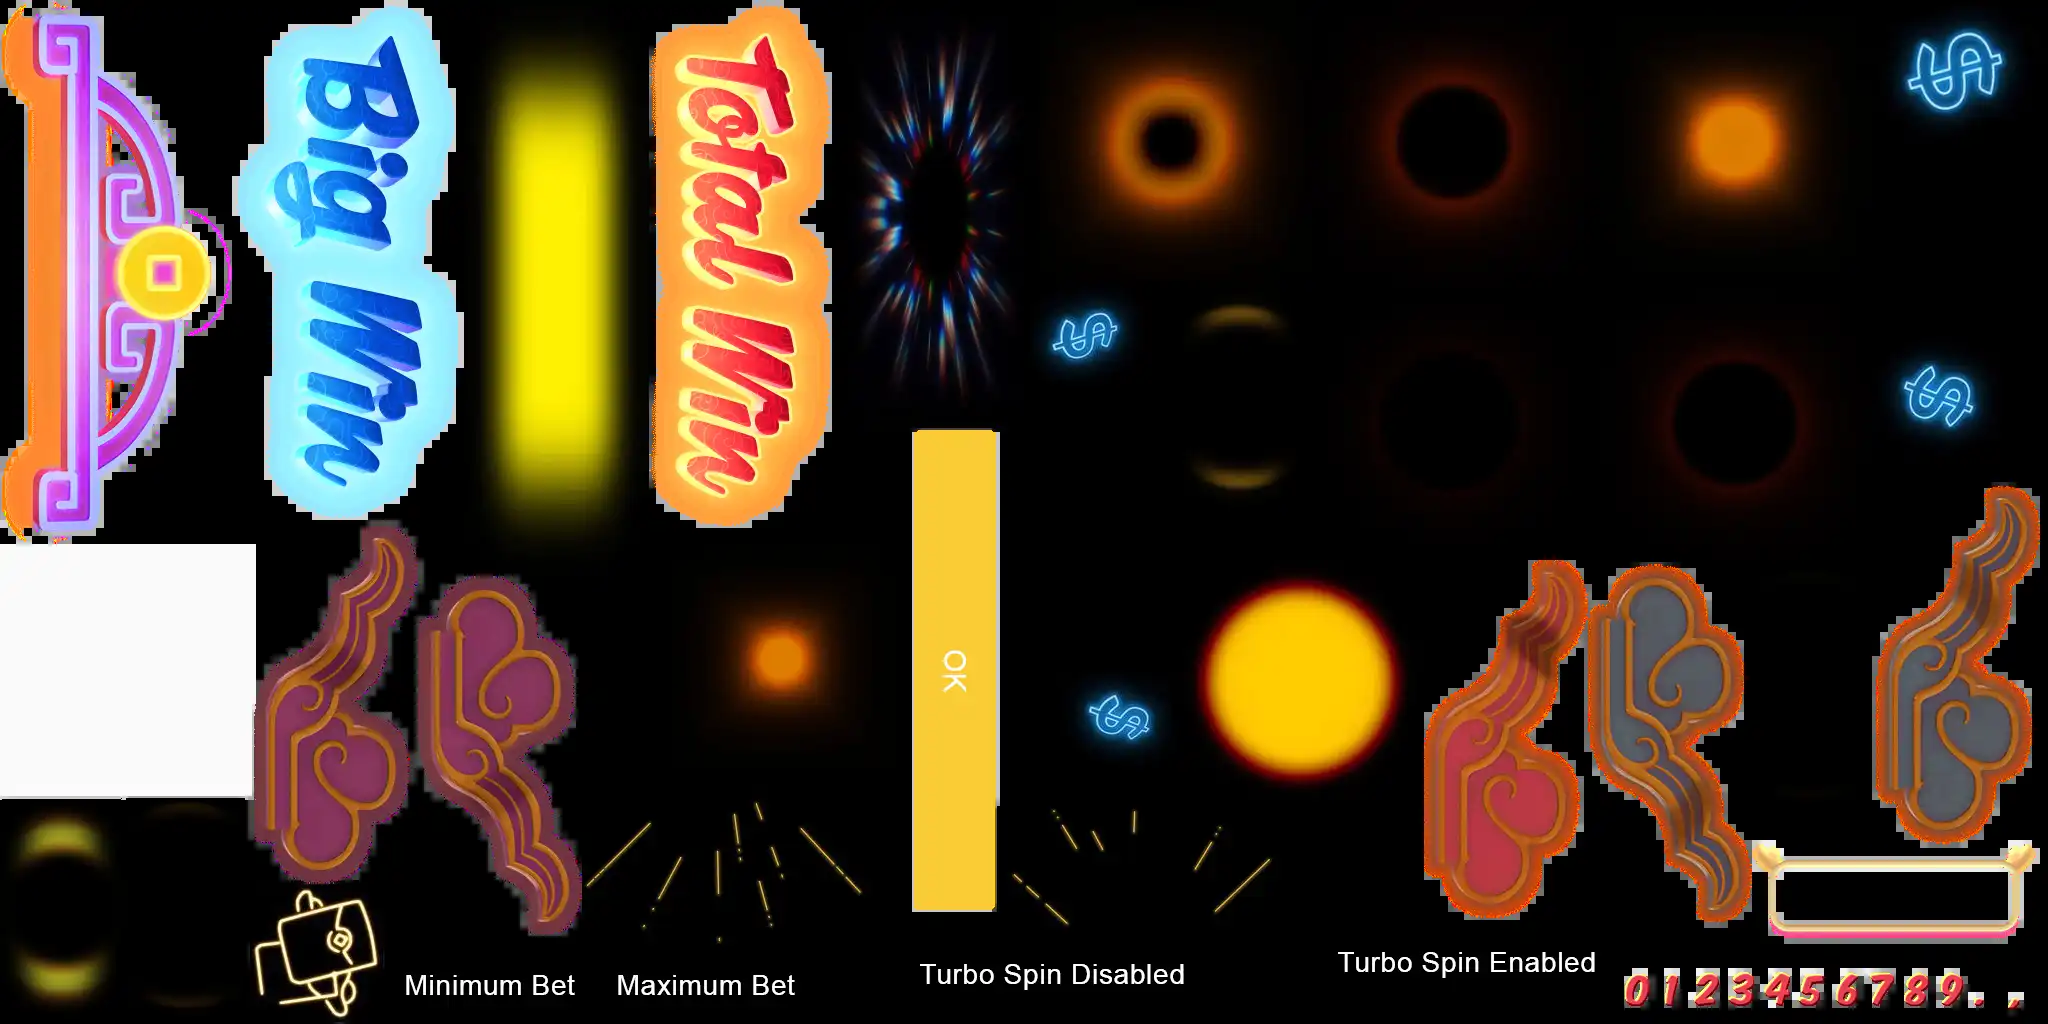 Big Win
Total Win
$
$
$
$
OK
Minimum Bet
Maximum Bet
Turbo Spin Disabled
Turbo Spin Enabled
0123456789.,